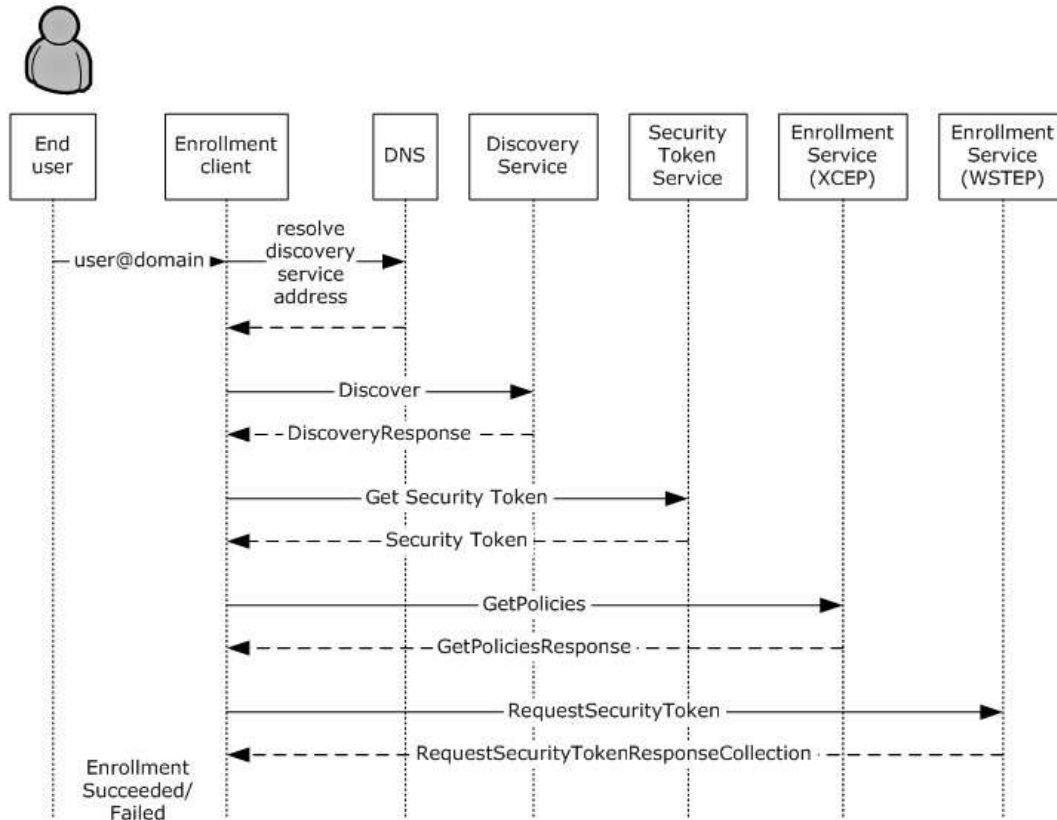 End
user
Enrollment
client
DNS
Discovery
Service
Security
Token
Service
Enrollment
Service
(XCEP)
Enrollment
Service
(WSTEP)
user@domain
resolve
discovery
service
address
Discover
DiscoveryResponse
Get Security Token
Security Token
GetPolicies
GetPoliciesResponse
RequestSecurityToken
RequestSecurityTokenResponseCollection
Enrollment
Succeeded/
Failed